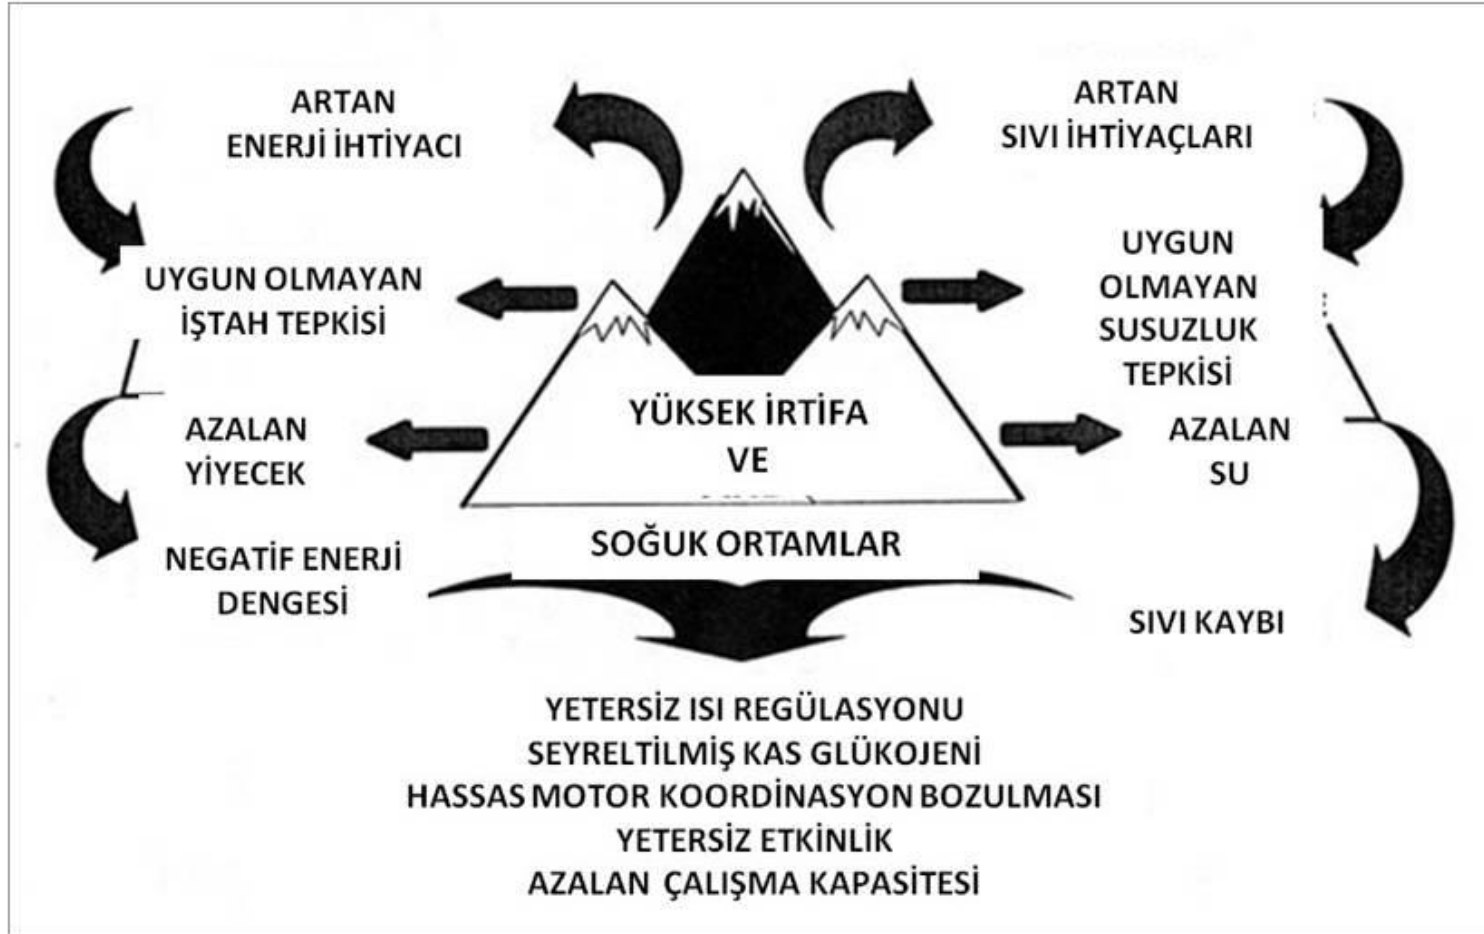 ARTAN
ENERJİ İHTİYACI
UYGUN OLMAYAN
İŞTAH TEPKİSİ
AZALAN
YİYECEK
NEGATİF ENERJİ
DENGESİ
YÜKSEK İRTİFA
VE
SOĞUK ORTAMLAR
ARTAN
SIVI İHTİYAÇLARI
UYGUN
OLMAYAN
SUSUZLUK
TEPKİSİ
AZALAN
SU
SIVI KAYBI
YETERSİZ ISI REGÜLASYONU
SEYRELTİLMİŞ KAS GLÜKOJENİ
HASSAS MOTOR KOORDİNASYON BOZULMASI
YETERSİZ ETKİNLİK
AZALAN ÇALIŞMA KAPASİTESİ